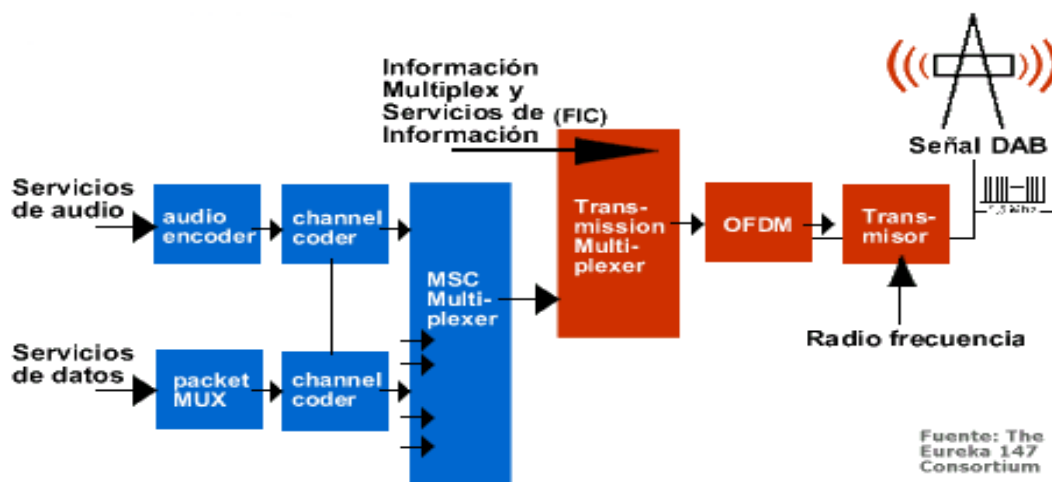 Información
Multiplex y
Servicios de (FIC)
Información
Señal DAB
Servicios
de audio
audio
encoder
channel
coder
MSC
Multi-
plexer
Trans-
mission
Multi-
plexer
OFDM
Trans-
misor
Radio frecuencia
Servicios
de datos
packet
MUX
channel
coder
Fuente: The
Eureka 147
Consortium